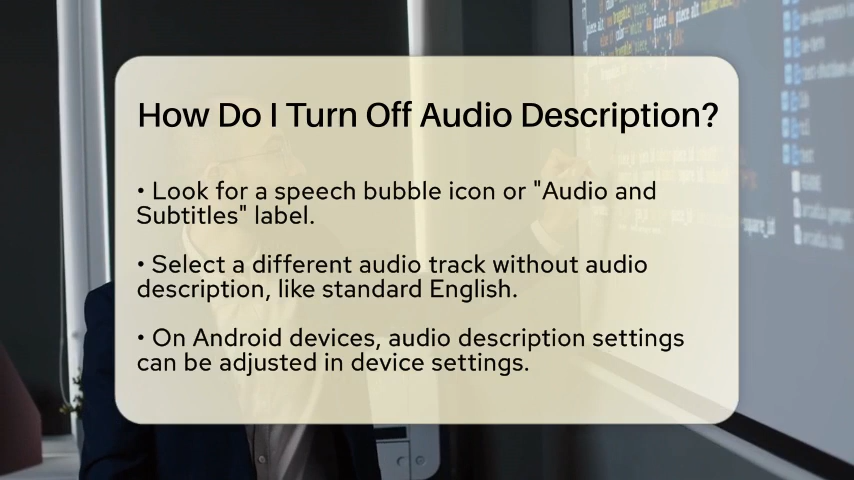 How Do I Turn Off Audio Description?
• Look for a speech bubble icon or "Audio and
Subtitles" label.
• Select a different audio track without audio
description, like standard English.
• On Android devices, audio description settings
can be adjusted in device settings.